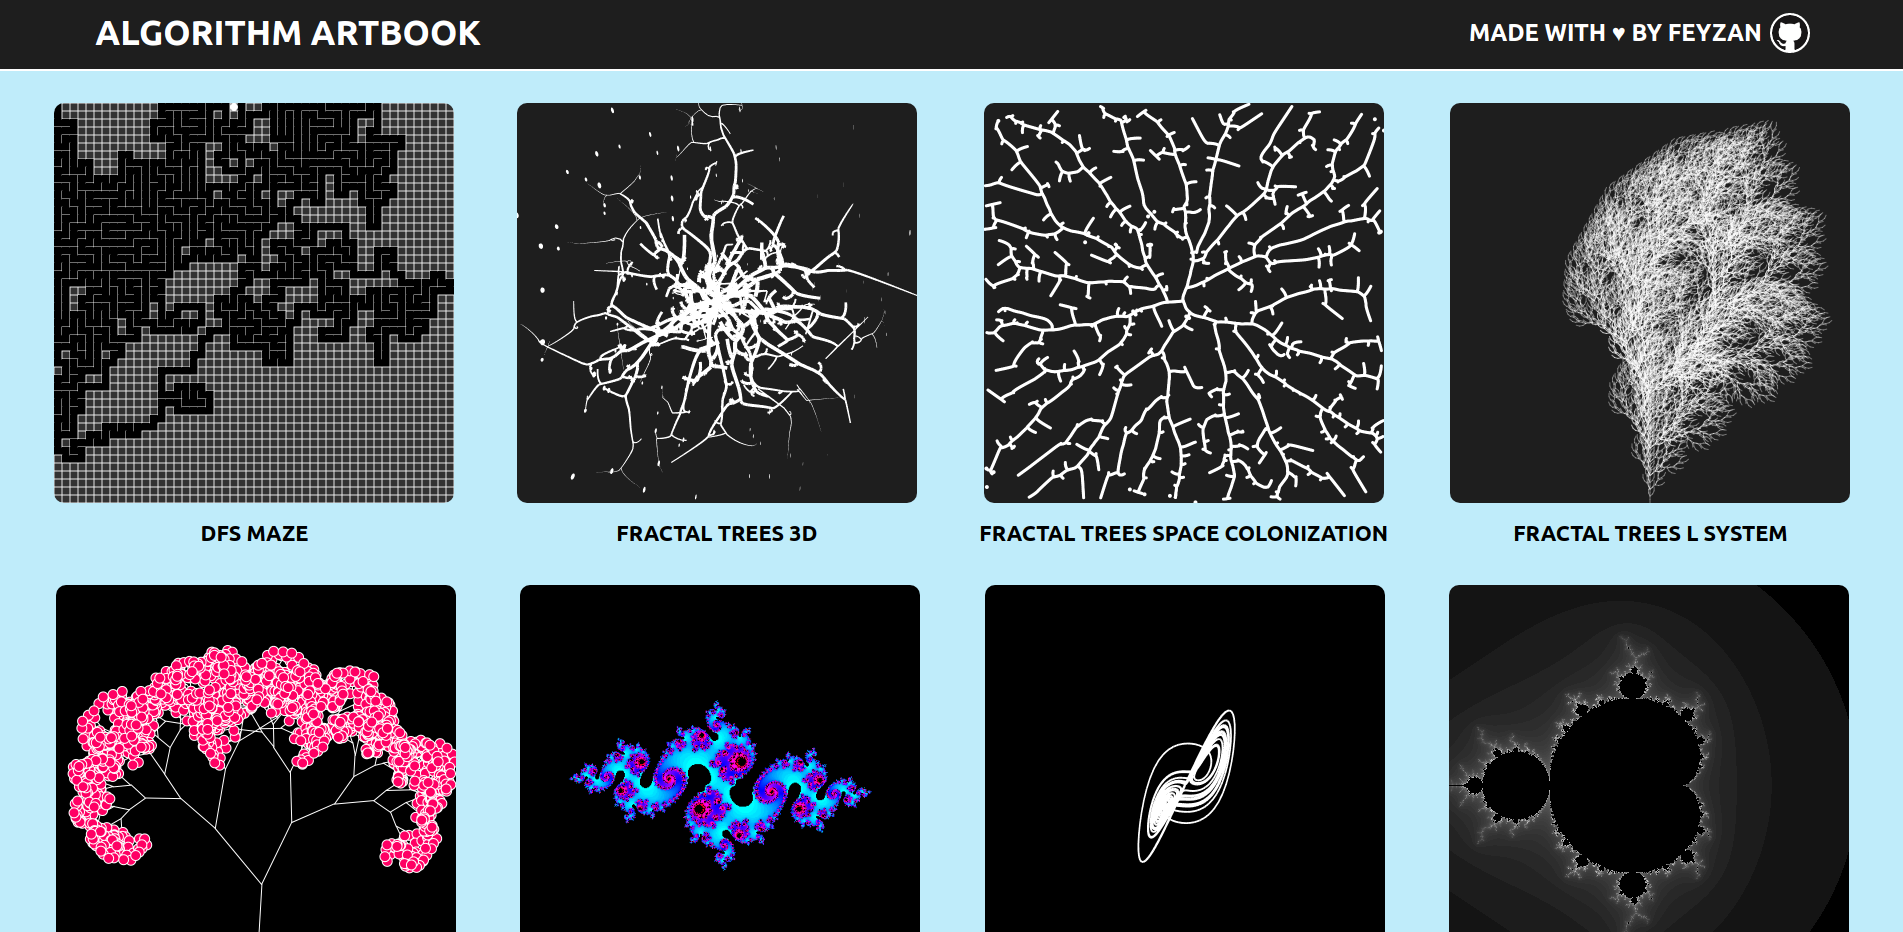 ALGORITHM ARTBOOK
MADE WITH ♥ BY FEYZAN
DFS MAZE
FRACTAL TREES 3D
FRACTAL TREES SPACE COLONIZATION
FRACTAL TREES L SYSTEM